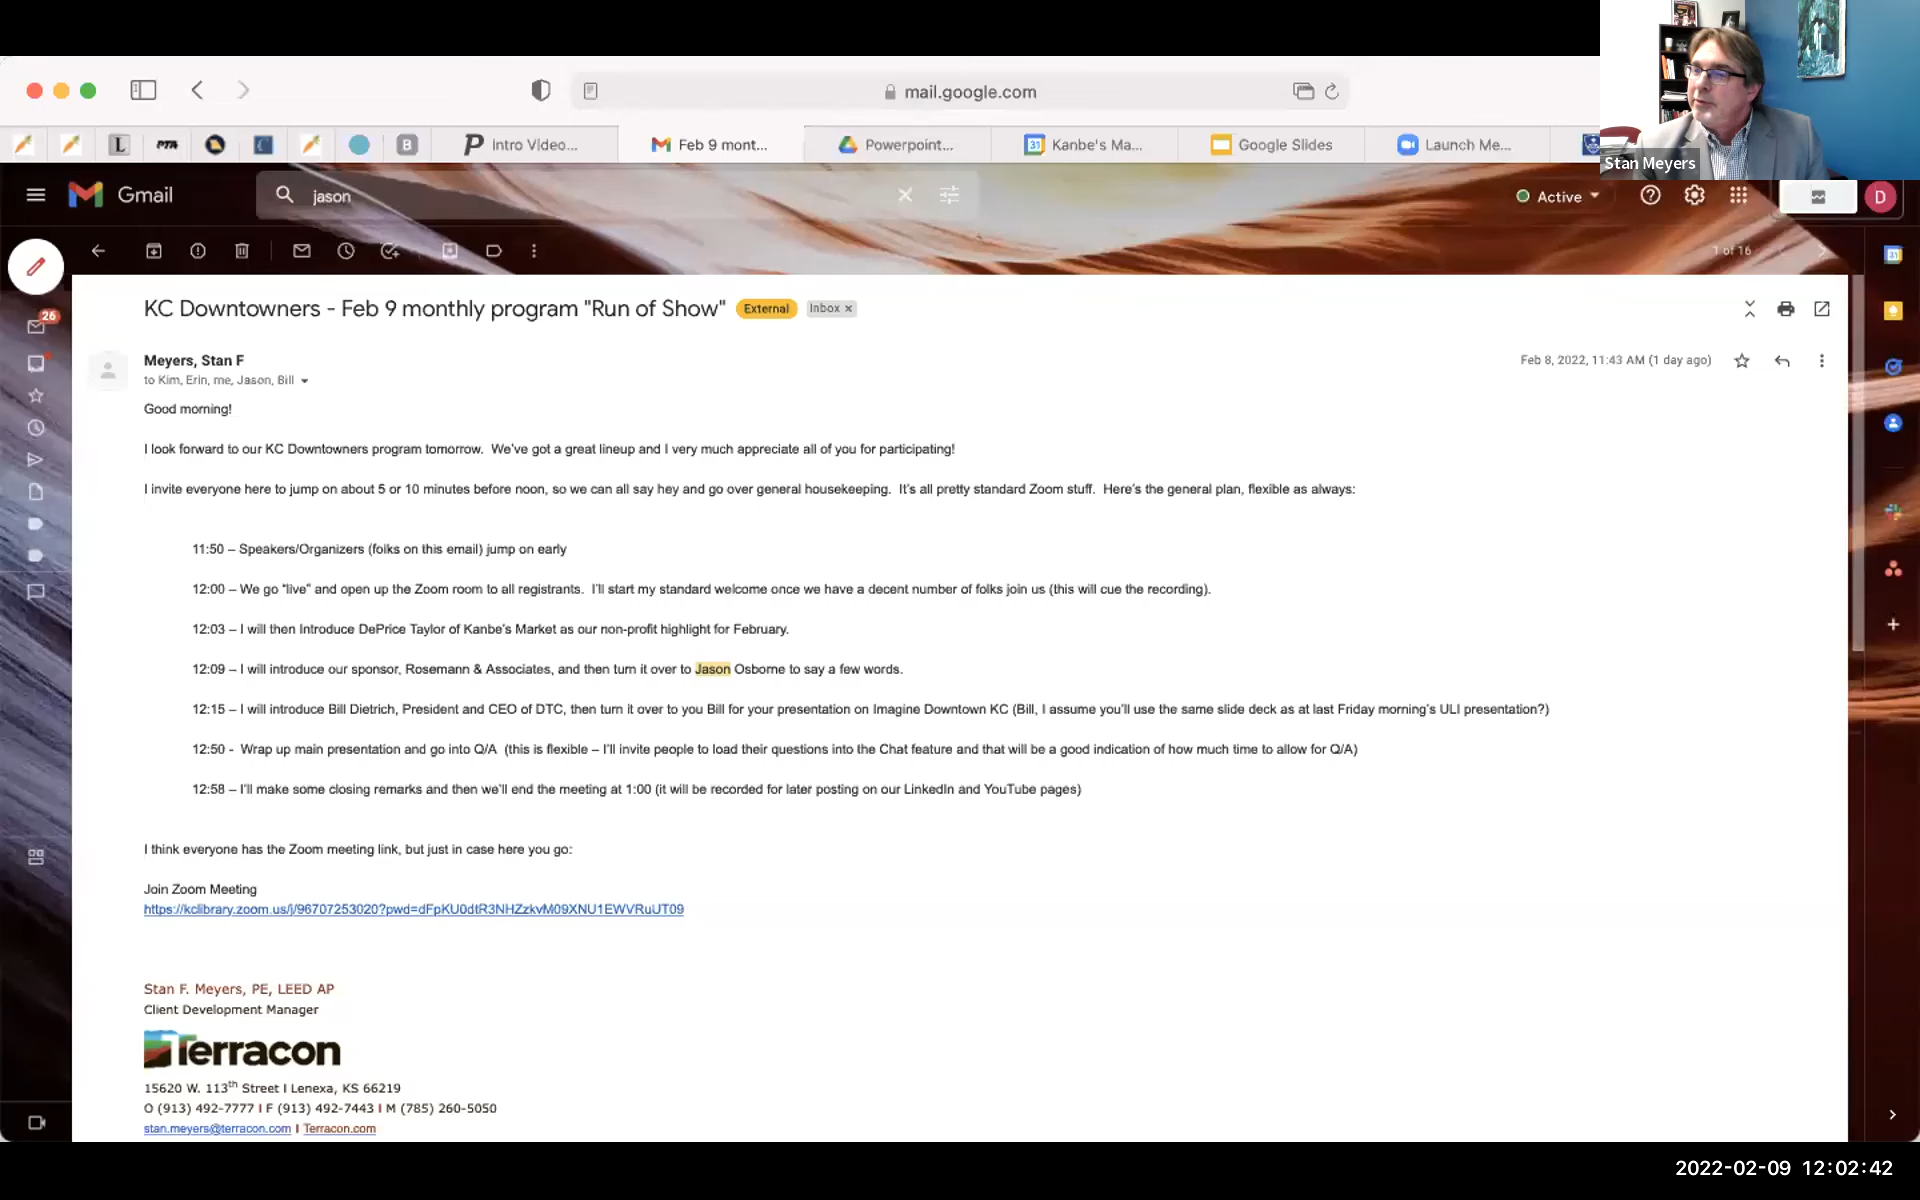 mail.google.com
L
PTA
B
Intro Video...
Feb 9 mont...
Powerpoint...
31
Kanbe's Ma...
Google Slides
Launch Me...
Stan Meyers
Gmail
jason
Active
D
1 of 16
26
KC Downtowners - Feb 9 monthly program "Run of Show"
External
Inbox
Meyers, Stan F
Feb 8, 2022, 11:43 AM (1 day ago)
to Kim, Erin, me, Jason, Bill
Good morning!
I look forward to our KC Downtowners program tomorrow. We've got a great lineup and I very much appreciate all of you for participating!
I invite everyone here to jump on about 5 or 10 minutes before noon, so we can all say hey and go over general housekeeping. It's all pretty standard Zoom stuff. Here's the general plan, flexible as always:
11:50 – Speakers/Organizers (folks on this email) jump on early
12:00 – We go “live” and open up the Zoom room to all registrants. I'll start my standard welcome once we have a decent number of folks join us (this will cue the recording).
12:03 – I will then Introduce DePrice Taylor of Kanbe's Market as our non-profit highlight for February.
12:09 – I will introduce our sponsor, Rosemann & Associates, and then turn it over to Jason Osborne to say a few words.
12:15 – I will introduce Bill Dietrich, President and CEO of DTC, then turn it over to you Bill for your presentation on Imagine Downtown KC (Bill, I assume you'll use the same slide deck as at last Friday morning's ULI presentation?)
12:50 - Wrap up main presentation and go into Q/A (this is flexible – I'll invite people to load their questions into the Chat feature and that will be a good indication of how much time to allow for Q/A)
12:58 – I'll make some closing remarks and then we'll end the meeting at 1:00 (it will be recorded for later posting on our LinkedIn and YouTube pages)
I think everyone has the Zoom meeting link, but just in case here you go:
Join Zoom Meeting
https://kclibrary.zoom.us/j/96707253020?pwd=dFpKU0dtR3NHZzkvM09XNU1EWVRuUT09
Stan F. Meyers, PE, LEED AP
Client Development Manager
Terracon
15620 W. 113th Street I Lenexa, KS 66219
O (913) 492-7777 I F (913) 492-7443 I M (785) 260-5050
stan.meyers@terracon.com I Terracon.com
2022-02-09 12:02:42